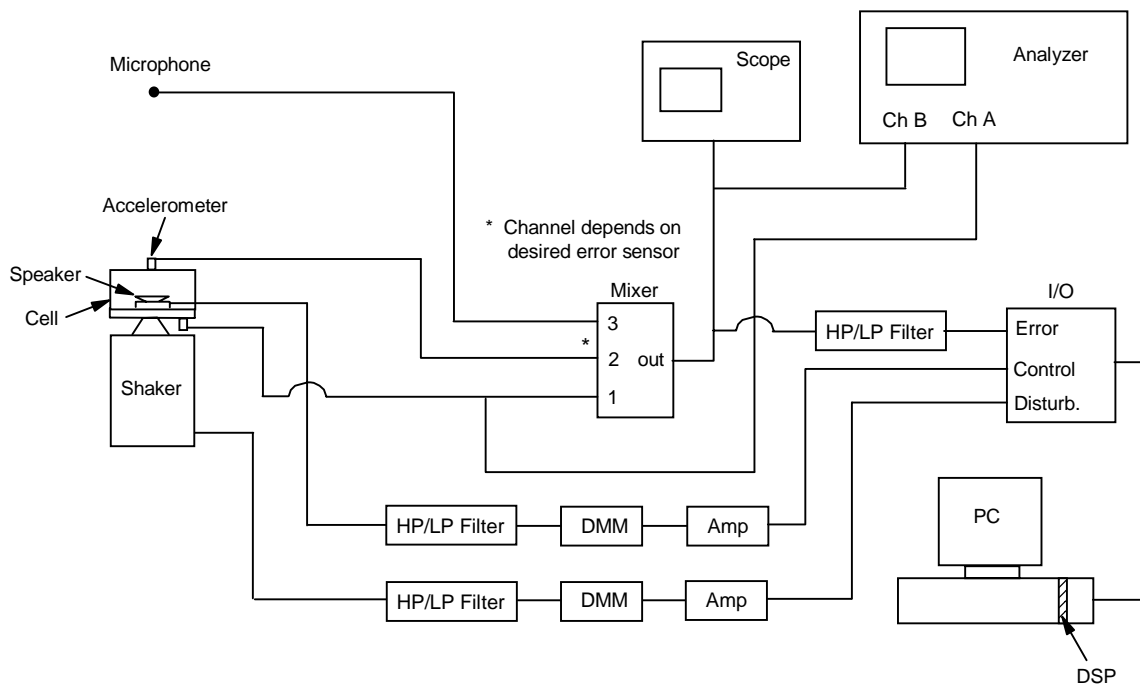 Microphone
Scope
Analyzer
Ch B
Ch A
Accelerometer
* Channel depends on
desired error sensor
Speaker
Cell
Mixer
3
*
2
out
1
HP/LP Filter
I/O
Error
Control
Disturb.
Shaker
HP/LP Filter
DMM
Amp
PC
HP/LP Filter
DMM
Amp
DSP